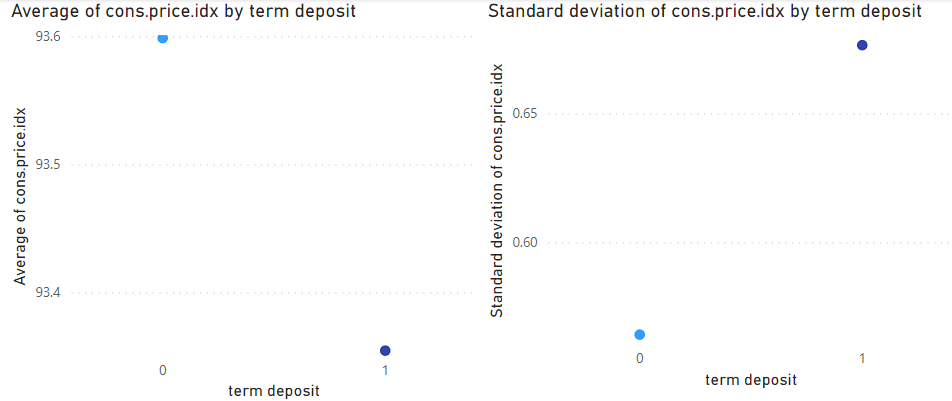 Average of cons.price.idx by term deposit
93.6
93.5
93.4
Average of cons.price.idx
0
1
term deposit
Standard deviation of cons.price.idx by term deposit
0.65
0.60
Standard deviation of cons.price.idx
0
1
term deposit